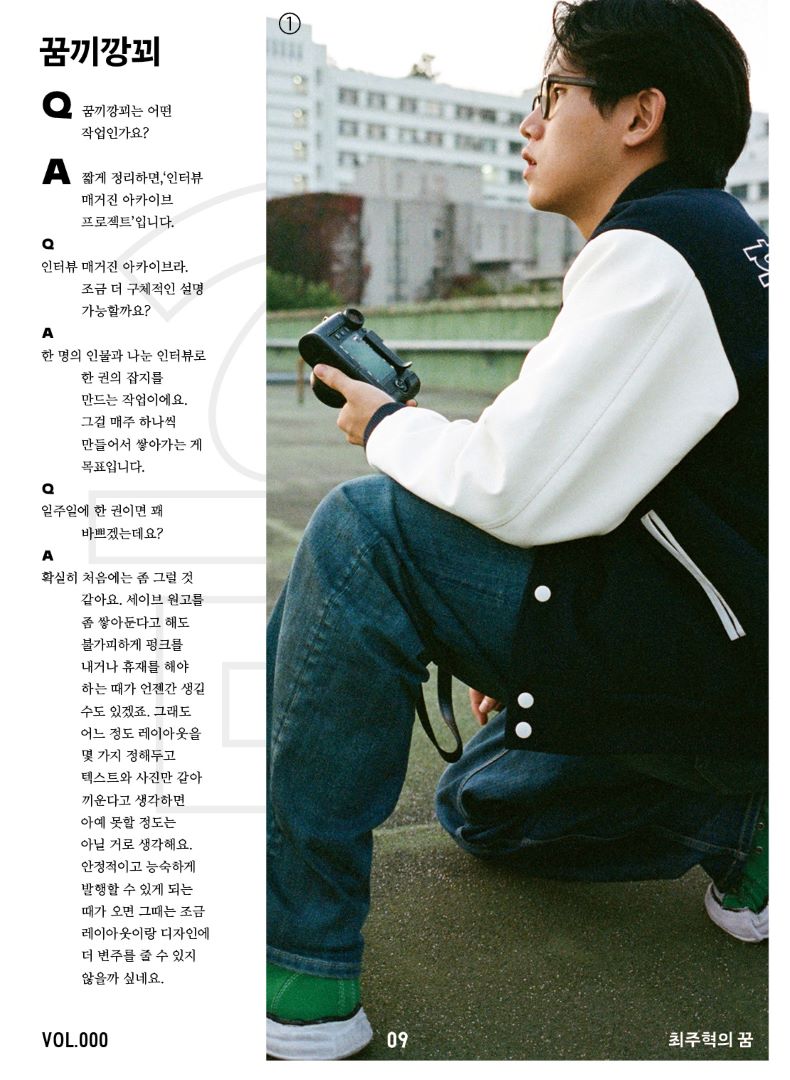 꿈끼깡꾀
①
Q 꿈끼깡꾀는 어떤
작업인가요?
A 짧게 정리하면,‘인터뷰
매거진 아카이브
프로젝트’입니다.
Q
인터뷰 매거진 아카이브라.
조금 더 구체적인 설명
가능할까요?
A
한 명의 인물과 나눈 인터뷰로
한 권의 잡지를
만드는 작업이에요.
그걸 매주 하나씩
만들어서 쌓아가는 게
목표입니다.
Q
일주일에 한 권이면 꽤
바쁘겠는데요?
A
확실히 처음에는 좀 그럴 것
같아요. 세이브 원고를
좀 쌓아둔다고 해도
불가피하게 펑크를
내거나 휴재를 해야
하는 때가 언젠간 생길
수도 있겠죠. 그래도
어느 정도 레이아웃을
몇 가지 정해두고
텍스트와 사진만 갈아
끼운다고 생각하면
아예 못할 정도는
아닐 거로 생각해요.
안정적이고 능숙하게
발행할 수 있게 되는
때가 오면 그때는 조금
레이아웃이랑 디자인에
더 변주를 줄 수 있지
않을까 싶네요.
VOL.000
09
최주혁의 꿈